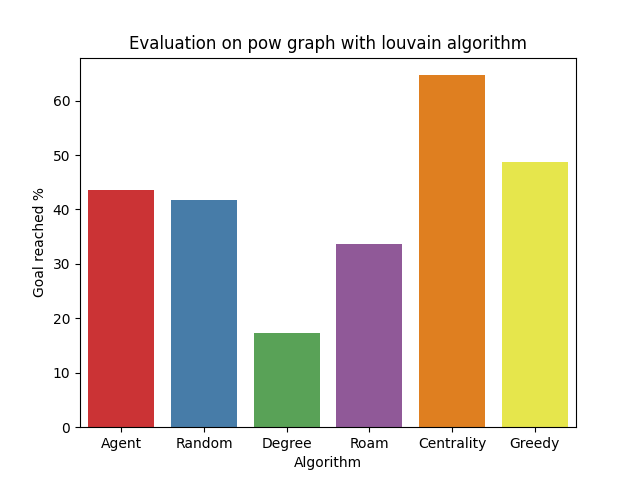 Evaluation on pow graph with louvain algorithm
Goal reached %
60
50
40
30
20
10
0
Agent Random Degree Roam Centrality Greedy
Algorithm